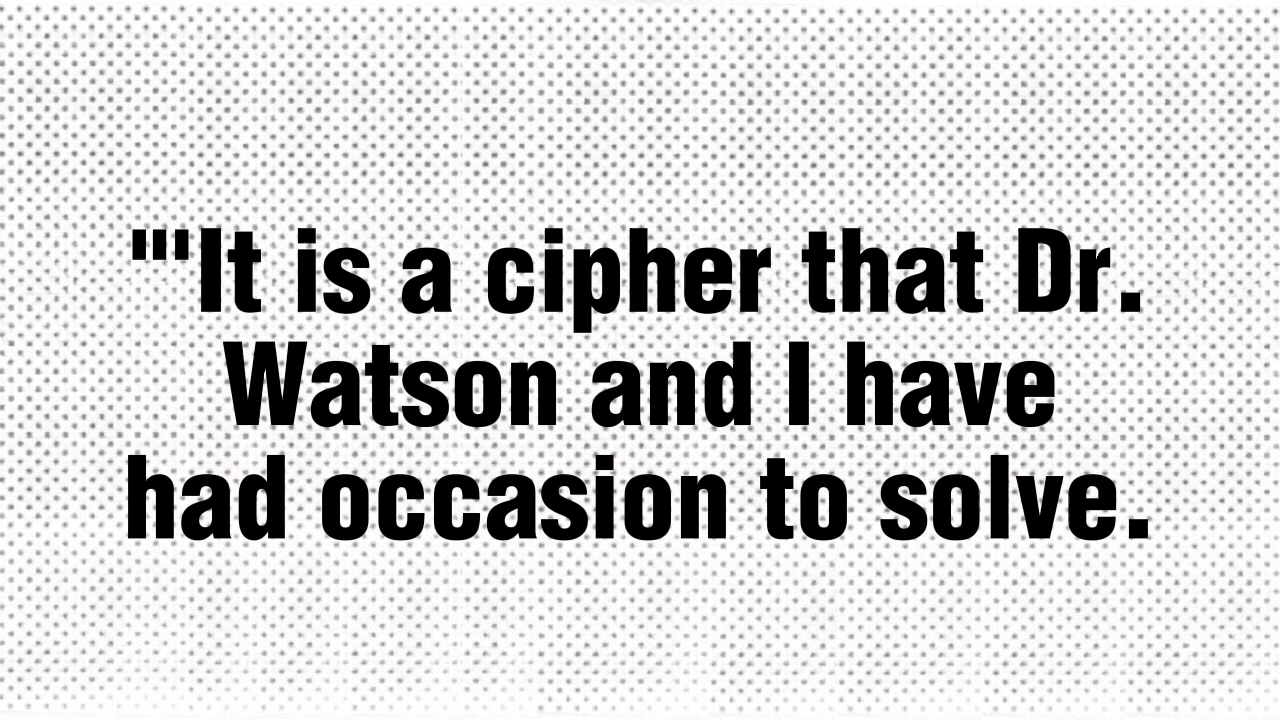 "'It is a cipher that Dr.
Watson and I have
had occasion to solve.